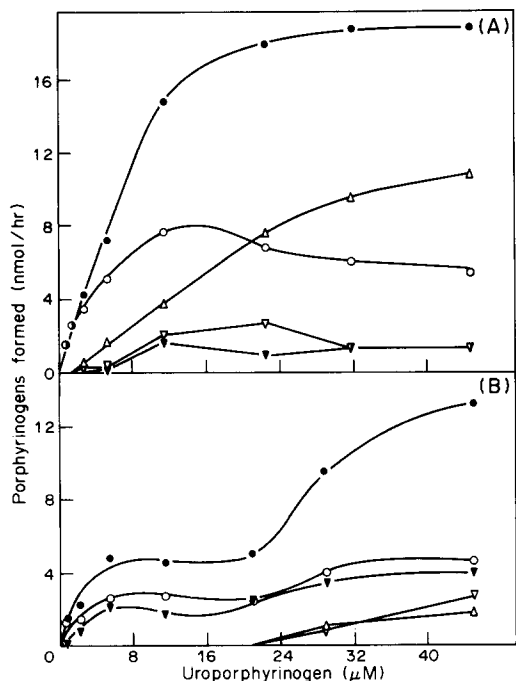 (A)
16
12
8
4
0
Porphyrinogens formed (nmol/hr)
(B)
12
8
4
0
0 8 16 24 32 40
Uroporphyrinogen (μM)